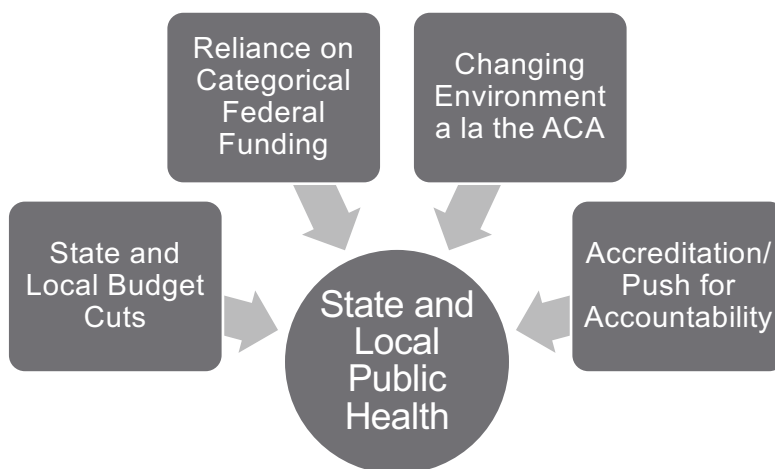 Reliance on
Categorical
Federal
Funding
Changing
Environment
a la the ACA
State and
Local Budget
Cuts
Accreditation/
Push for
Accountability
State and
Local
Public
Health